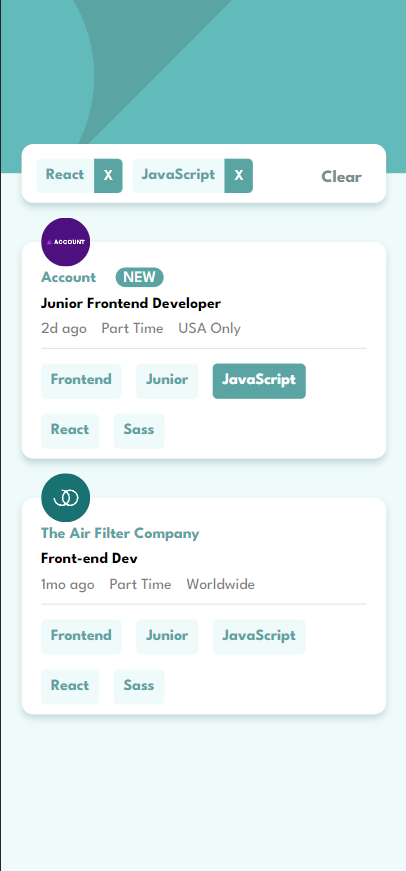 React X JavaScript X Clear
ACCOUNT
Account NEW
Junior Frontend Developer
2d ago Part Time USA Only
Frontend Junior JavaScript
React Sass
The Air Filter Company
Front-end Dev
1mo ago Part Time Worldwide
Frontend Junior JavaScript
React Sass